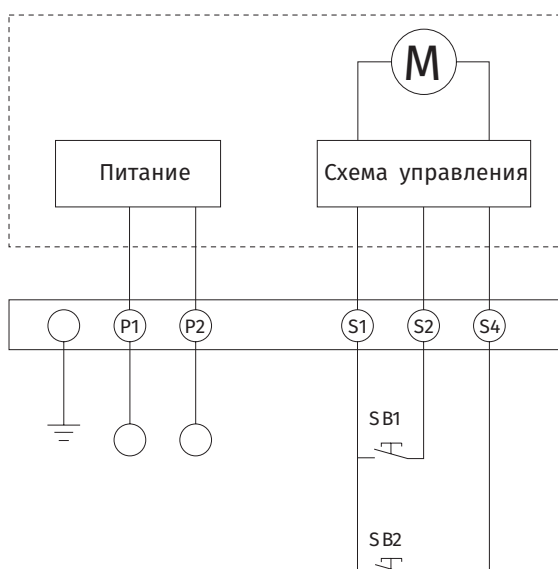 M
Питание
Схема управления
P1 P2 S1 S2 S4
SB1
SB2